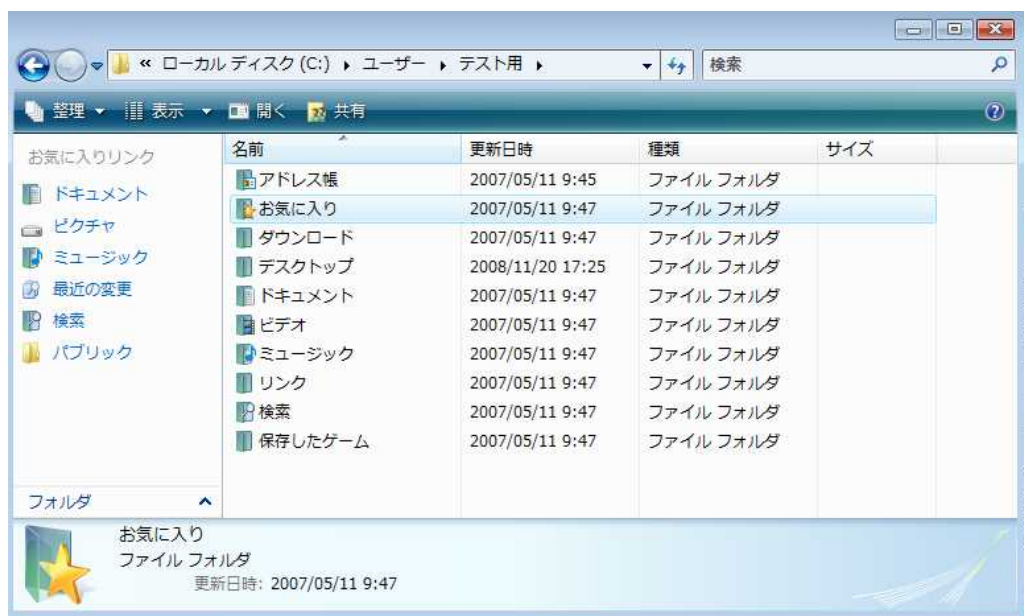 « ローカル ディスク (C:) ▸ ユーザー ▸ テスト用 ▸ 検索
整理 表示 開く 共有
お気に入りリンク
ドキュメント
ピクチャ
ミュージック
最近の変更
検索
パブリック
フォルダ
名前 更新日時 種類 サイズ
アドレス帳 2007/05/11 9:45 ファイル フォルダ
お気に入り 2007/05/11 9:47 ファイル フォルダ
ダウンロード 2007/05/11 9:47 ファイル フォルダ
デスクトップ 2008/11/20 17:25 ファイル フォルダ
ドキュメント 2007/05/11 9:47 ファイル フォルダ
ビデオ 2007/05/11 9:47 ファイル フォルダ
ミュージック 2007/05/11 9:47 ファイル フォルダ
リンク 2007/05/11 9:47 ファイル フォルダ
検索 2007/05/11 9:47 ファイル フォルダ
保存したゲーム 2007/05/11 9:47 ファイル フォルダ
お気に入り
ファイル フォルダ
更新日時: 2007/05/11 9:47